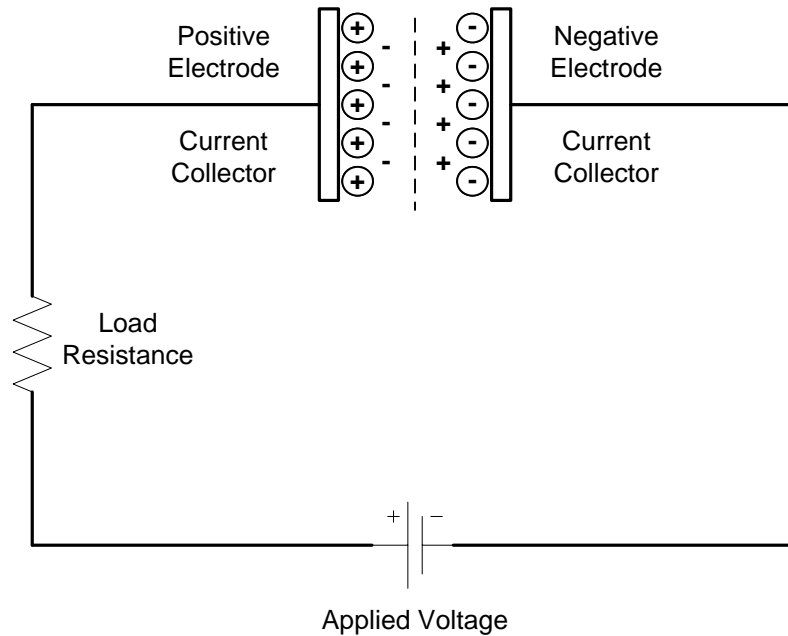 Positive
Electrode
Negative
Electrode
Current
Collector
Current
Collector
Load
Resistance
+ −
Applied Voltage